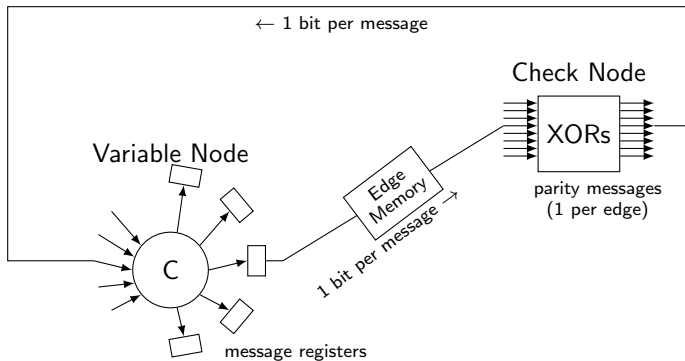 ← 1 bit per message
Check Node
XORs
parity messages
(1 per edge)
Variable Node
Edge
Memory
1 bit per message →
C
message registers